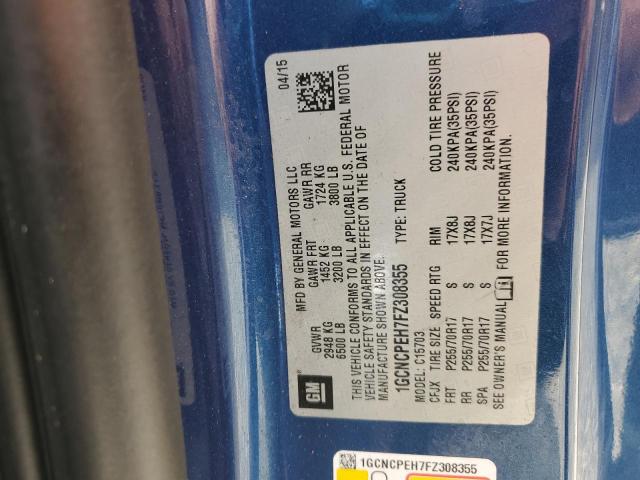 MFD BY GENERAL MOTORS LLC
04/15
GVWR GAWR FRT GAWR RR
2948 KG 1452 KG 1724 KG
6500 LB 3200 LB 3800 LB
THIS VEHICLE CONFORMS TO ALL APPLICABLE U.S. FEDERAL MOTOR
VEHICLE SAFETY STANDARDS IN EFFECT ON THE DATE OF
MANUFACTURE SHOWN ABOVE.
1GCNCPEH7FZ308355 TYPE: TRUCK
MODEL: C15703
CFJX TIRE SIZE SPEED RTG RIM COLD TIRE PRESSURE
FRT P255/70R17 S 17X8J 240KPA(35PSI)
RR P255/70R17 S 17X8J 240KPA(35PSI)
SPA P255/70R17 S 17X7J 240KPA(35PSI)
SEE OWNER'S MANUAL FOR MORE INFORMATION.
GM
1GCNCPEH7FZ308355